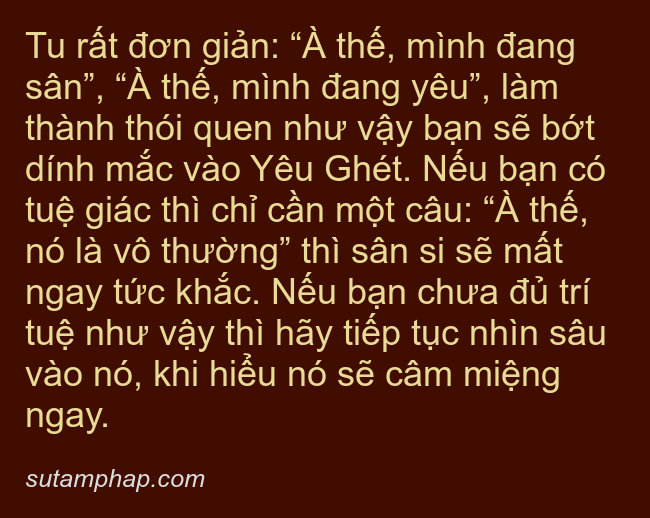 Tu rất đơn giản: “À thế, mình đang
sân”, “À thế, mình đang yêu”, làm
thành thói quen như vậy bạn sẽ bớt
dính mắc vào Yêu Ghét. Nếu bạn có
tuệ giác thì chỉ cần một câu: “À thế,
nó là vô thường” thì sân si sẽ mất
ngay tức khắc. Nếu bạn chưa đủ trí
tuệ như vậy thì hãy tiếp tục nhìn sâu
vào nó, khi hiểu nó sẽ câm miệng
ngay.
sutamphap.com